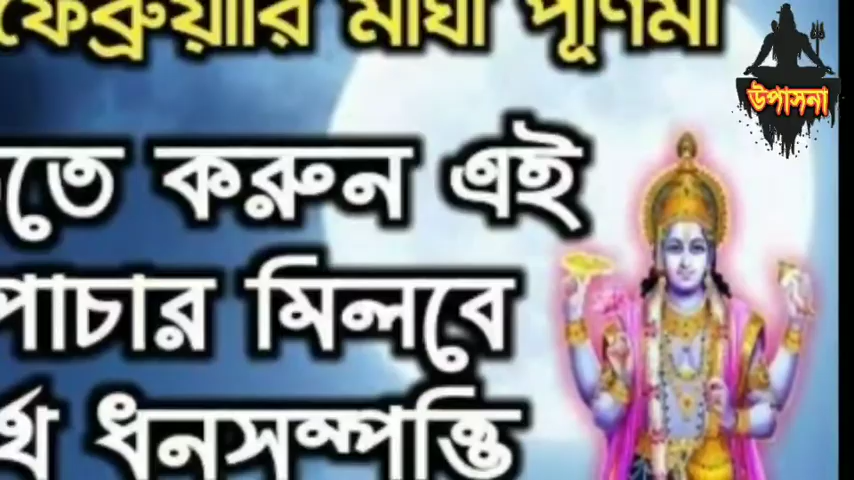 ফেব্রুয়ারি মাঘী পূর্ণিমা
উপাসনা
তে করুন এই
পাচার মিলবে
র্থ ধনসম্পত্তি